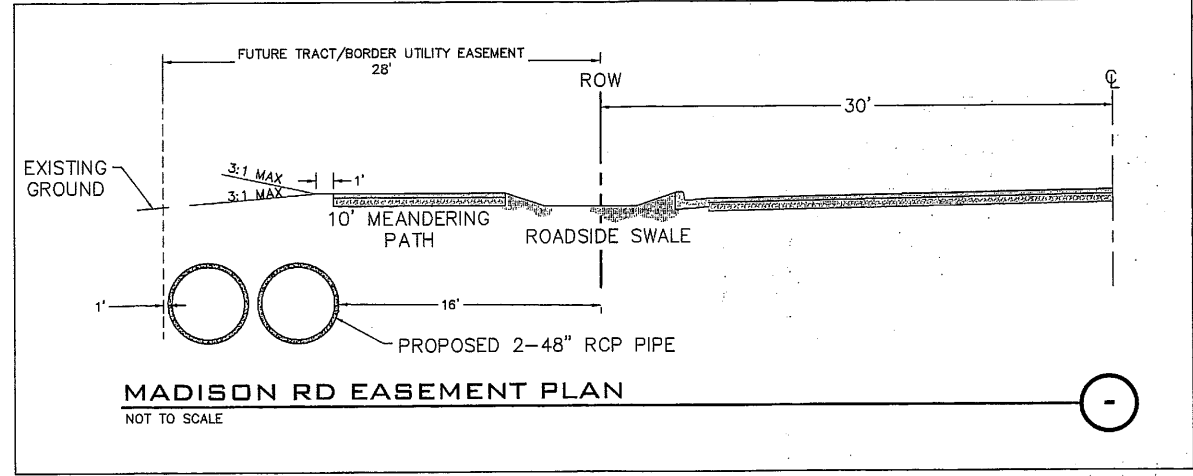 FUTURE TRACT/BORDER UTILITY EASEMENT
28'
ROW
℄
30'
EXISTING
GROUND
3:1 MAX
1'
3:1 MAX
10' MEANDERING
PATH
ROADSIDE SWALE
1'
16'
PROPOSED 2-48" RCP PIPE
MADISON RD EASEMENT PLAN
NOT TO SCALE
-